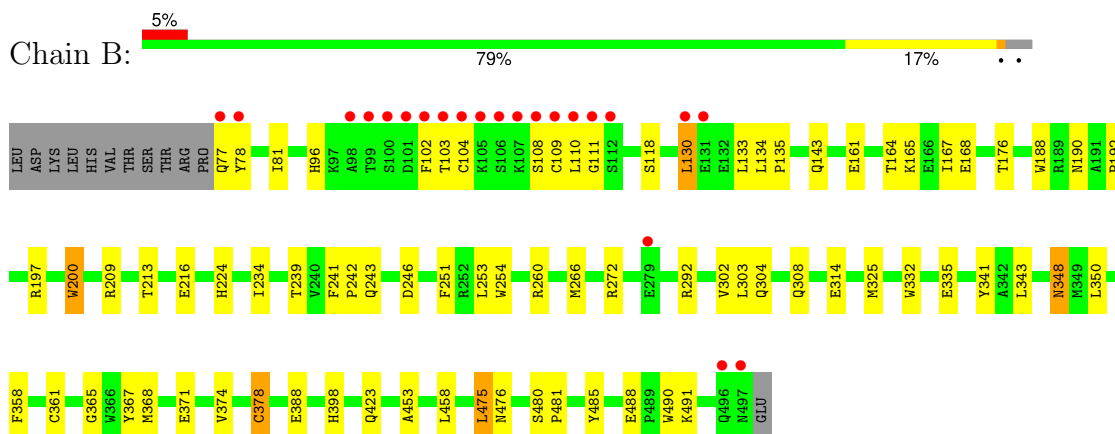 5%
Chain B:
79% 17% • •
LEU ASP LYS LEU HIS VAL THR SER THR ARG PRO Q77 Y78 I81 H96 K97 A98 T99 S100 D101 F102 T103 C104 K105 S106 K107 S108 C109 L110 G111 S112 S118 L130 E131 E132 L133 L134 P135 Q143 E161 T164 K165 E166 I167 E168 T176 W188 R189 N190 A191
R197 W200 R209 T213 E216 H224 I234 T239 V240 F241 P242 Q243 D246 F251 R252 L253 W254 R260 M266 R272 E279 R292 V302 L303 Q304 Q308 E314 M325 W332 E335 Y341 A342 L343 N348 M349 L350
F358 C361 G365 W366 Y367 M368 E371 V374 C378 E388 H398 Q423 A453 L458 L475 N476 S480 P481 Y485 E488 P489 W490 K491 Q496 N497 GLU